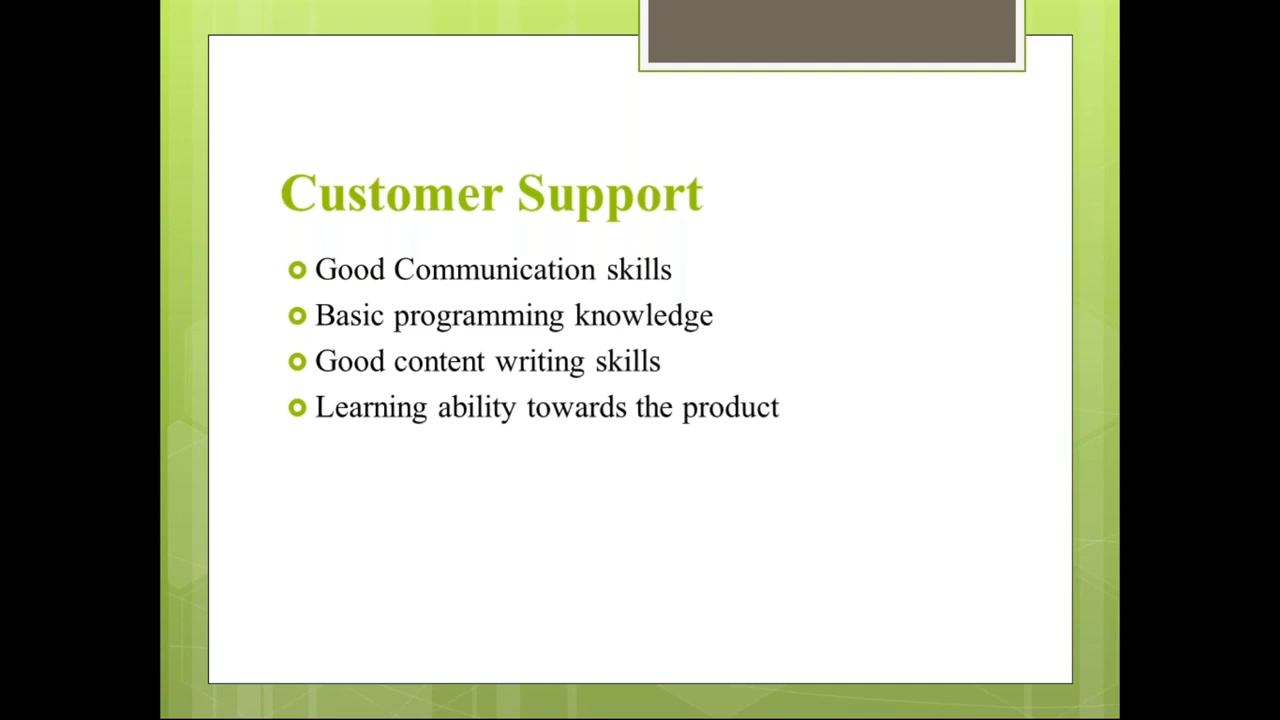 Customer Support
Good Communication skills
Basic programming knowledge
Good content writing skills
Learning ability towards the product